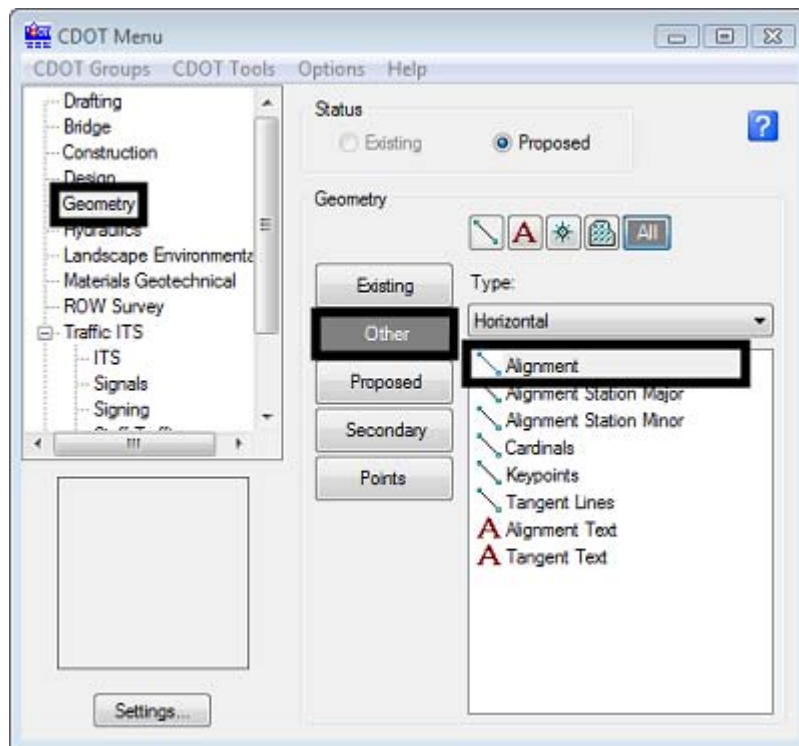 CDOT Menu
CDOT Groups CDOT Tools Options Help
Drafting
Bridge
Construction
Design
Geometry
Hydraulics
Landscape Environmenta
Materials Geotechnical
ROW Survey
Traffic ITS
ITS
Signals
Signing
Settings...
Status
Existing Proposed
?
Geometry
A All
Existing
Other
Proposed
Secondary
Points
Type:
Horizontal
Alignment
Alignment Station Major
Alignment Station Minor
Cardinals
Keypoints
Tangent Lines
A Alignment Text
A Tangent Text